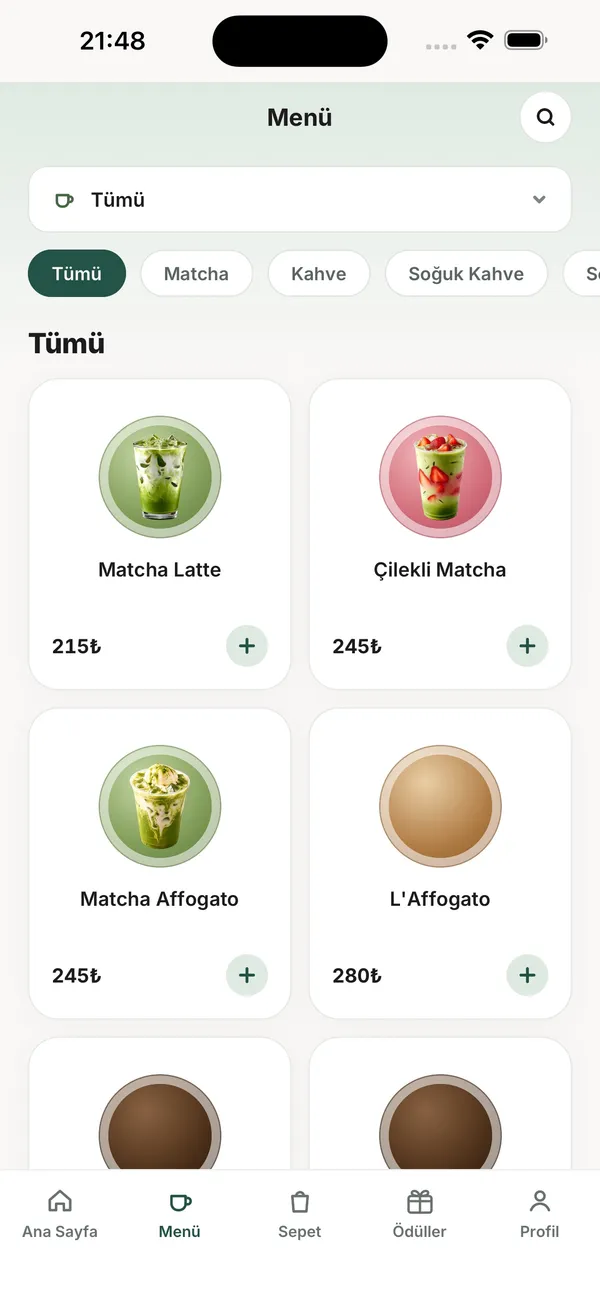 21:48
Menü
Tümü
Tümü Matcha Kahve Soğuk Kahve
Tümü
Matcha Latte Çilekli Matcha
215₺ 245₺
Matcha Affogato L'Affogato
245₺ 280₺
Ana Sayfa Menü Sepet Ödüller Profil